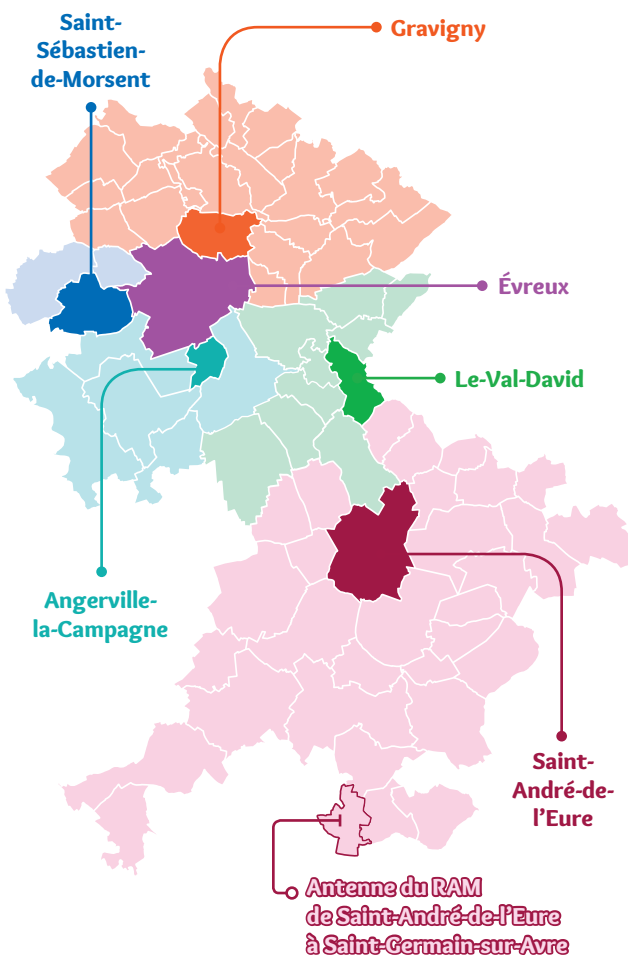 Saint-
Sébastien-
de-Morsent
Gravigny
Évreux
Le-Val-David
Angerville-
la-Campagne
Saint-
André-de-
l'Eure
Antenne du RAM
de Saint-André-de-l'Eure
à Saint-Germain-sur-Avre